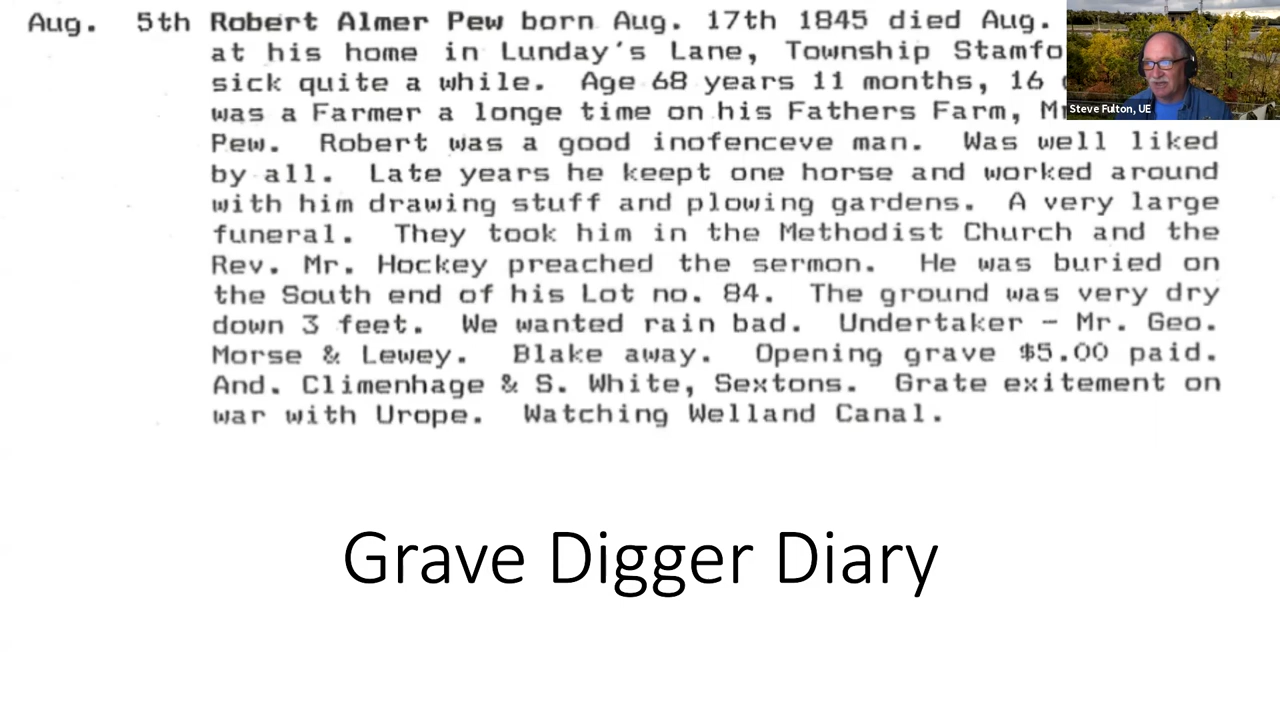 Aug. 5th Robert Almer Pew born Aug. 17th 1845 died Aug.
at his home in Lunday's Lane, Township Stamfo
sick quite a while. Age 68 years 11 months, 16
was a Farmer a longe time on his Fathers Farm,
Pew. Robert was a good inofenceve man. Was well liked
by all. Late years he keept one horse and worked around
with him drawing stuff and plowing gardens. A very large
funeral. They took him in the Methodist Church and the
Rev. Mr. Hockey preached the sermon. He was buried on
the South end of his Lot no. 84. The ground was very dry
down 3 feet. We wanted rain bad. Undertaker - Mr. Geo.
Morse & Lewey. Blake away. Opening grave $5.00 paid.
And. Climenhage & S. White, Sextons. Grate exitement on
war with Urope. Watching Welland Canal.
Steve Fulton, UE
Grave Digger Diary